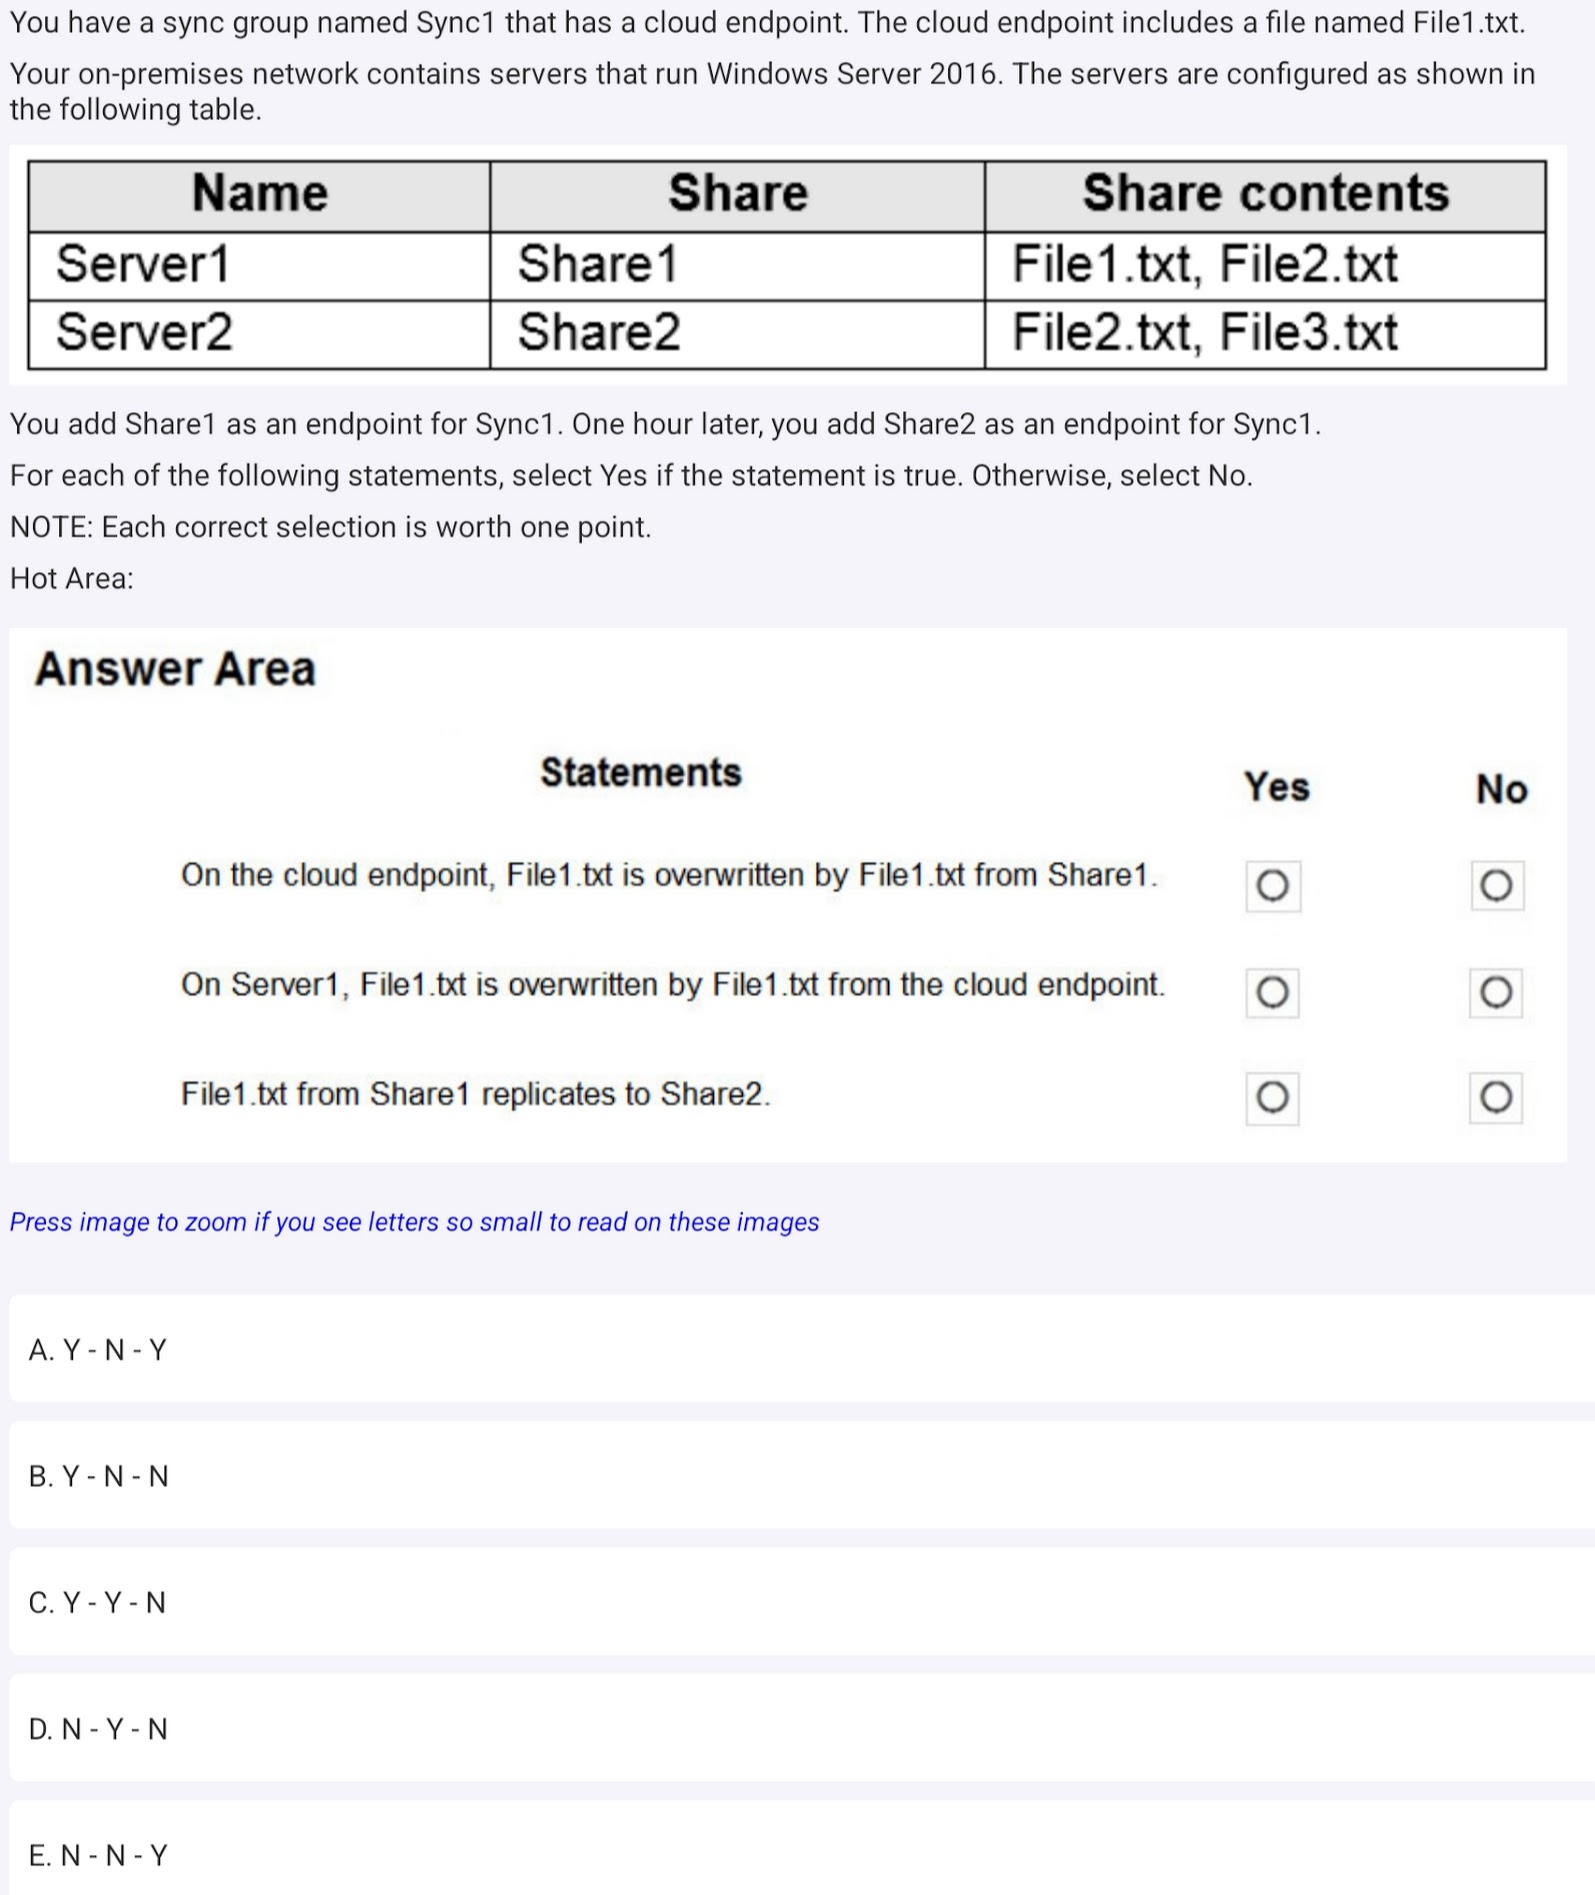 You have a sync group named Sync1 that has a cloud endpoint. The cloud endpoint includes a file named File1.txt.
Your on-premises network contains servers that run Windows Server 2016. The servers are configured as shown in
the following table.
Name Share Share contents
Server1 Share1 File1.txt, File2.txt
Server2 Share2 File2.txt, File3.txt
You add Share1 as an endpoint for Sync1. One hour later, you add Share2 as an endpoint for Sync1.
For each of the following statements, select Yes if the statement is true. Otherwise, select No.
NOTE: Each correct selection is worth one point.
Hot Area:
Answer Area
Statements Yes No
On the cloud endpoint, File1.txt is overwritten by File1.txt from Share1.
On Server1, File1.txt is overwritten by File1.txt from the cloud endpoint.
File1.txt from Share1 replicates to Share2.
Press image to zoom if you see letters so small to read on these images
A. Y - N - Y
B. Y - N - N
C. Y - Y - N
D. N - Y - N
E. N - N - Y